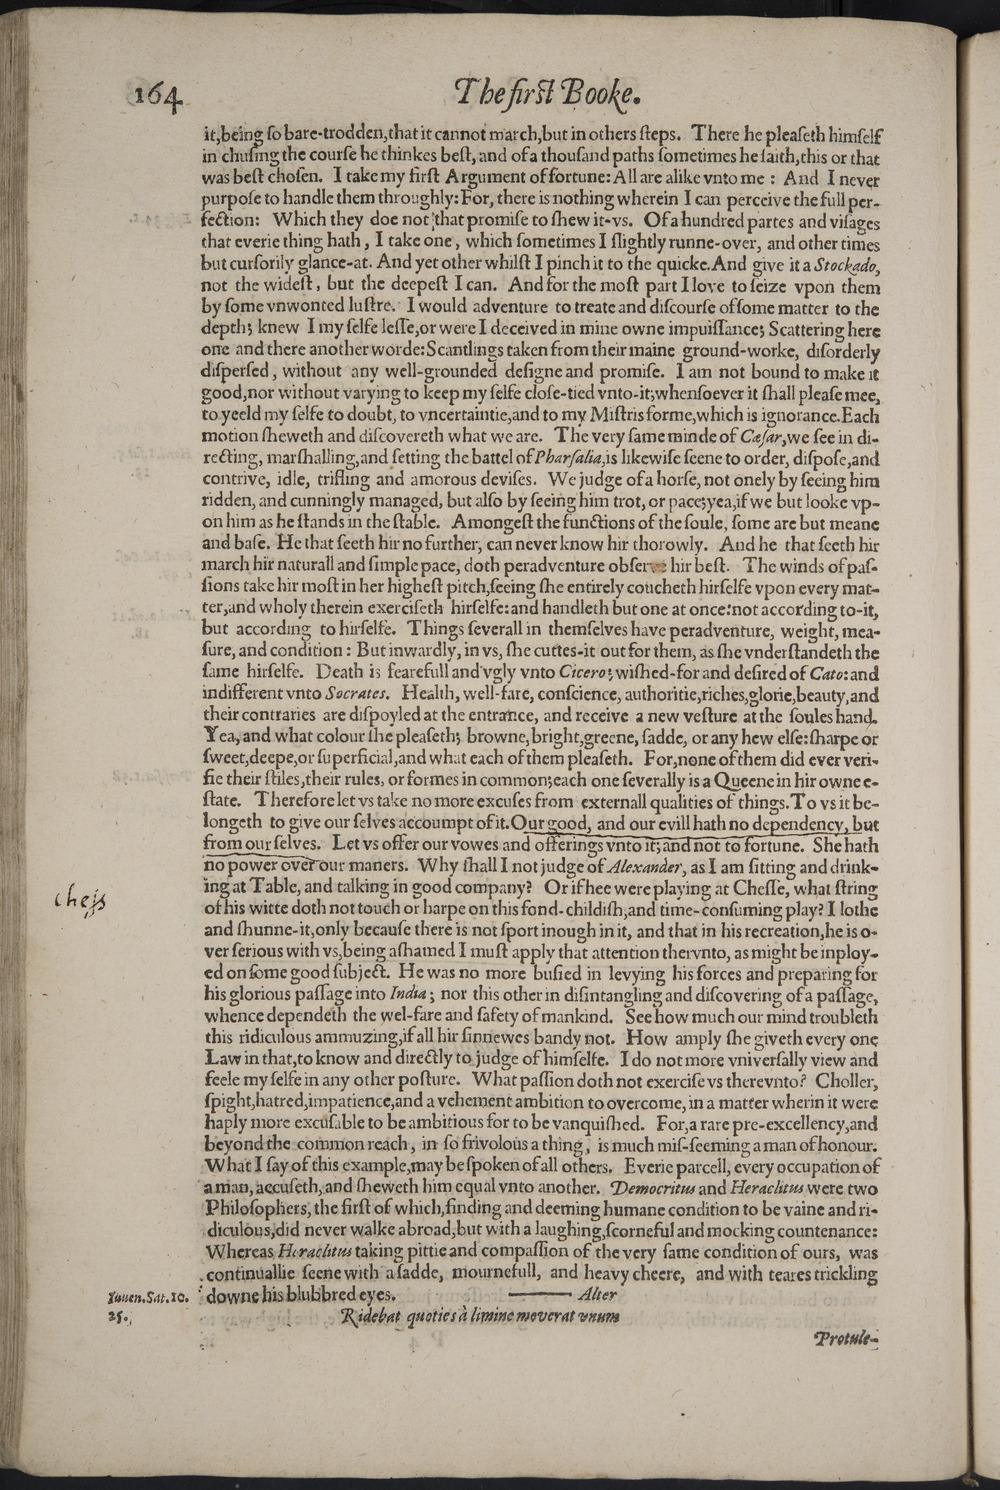 164 The firſt Booke.
it, being ſo bare-trodden, that it cannot march, but in others ſteps. There he pleaſeth himſelf
in chuſing the courſe he thinkes beſt, and of a thouſand paths ſometimes he ſaith, this or that
was beſt choſen. I take my firſt Argument of fortune: All are alike vnto me : And I never
purpoſe to handle them throughly: For, there is nothing wherein I can perceive the full per-
fection: Which they doe not that promiſe to ſhew it-vs. Of a hundred partes and viſages
that everie thing hath, I take one, which ſometimes I ſlightly runne-over, and other times
but curſorily glance-at. And yet other whilſt I pinch it to the quicke. And give it a Stockado,
not the wideſt, but the deepeſt I can. And for the moſt part I love to ſeize vpon them
by ſome vnwonted luſtre. I would adventure to treate and diſcourſe of ſome matter to the
depth; knew I my ſelfe leſſe, or were I deceived in mine owne impuiſſance; Scattering here
one and there another worde: Scantlings taken from their maine ground-worke, diſorderly
diſperſed, without any well-grounded deſigne and promiſe. I am not bound to make it
good, nor without varying to keep my ſelfe cloſe-tied vnto-it; whenſoever it ſhall pleaſe mee,
to yeeld my ſelfe to doubt, to vncertaintie, and to my Miſtris forme, which is ignorance. Each
motion ſheweth and diſcovereth what we are. The very ſame minde of Cæſar, we ſee in di-
recting, marſhalling, and ſetting the battel of Pharſalia, is likewiſe ſeene to order, diſpoſe, and
contrive, idle, trifling and amorous deviſes. We judge of a horſe, not onely by ſeeing him
ridden, and cunningly managed, but alſo by ſeeing him trot, or pace; yea, if we but looke vp-
on him as he ſtands in the ſtable. Amongeſt the functions of the ſoule, ſome are but meane
and baſe. He that ſeeth hir no further, can never know hir thorowly. And he that ſeeth hir
march hir naturall and ſimple pace, doth peradventure obſerve hir beſt. The winds of paſ-
ſions take hir moſt in her higheſt pitch, ſeeing ſhe entirely coucheth hirſelfe vpon every mat-
ter, and wholy therein exerciſeth hirſelfe: and handleth but one at once: not according to-it,
but according to hirſelfe. Things ſeverall in themſelves have peradventure, weight, mea-
ſure, and condition : But inwardly, in vs, ſhe cuttes-it out for them, as ſhe vnderſtandeth the
ſame hirſelfe. Death is fearefull and vgly vnto Cicero; wiſhed-for and deſired of Cato: and
indifferent vnto Socrates. Health, well-fare, conſcience, authoritie, riches, glorie, beauty, and
their contraries are diſpoyled at the entrance, and receive a new veſture at the ſoules hand.
Yea, and what colour ſhe pleaſeth; browne, bright, greene, ſadde, or any hew elſe: ſharpe or
ſweet, deepe, or ſuperficial, and what each of them pleaſeth. For, none of them did ever veri-
fie their ſtiles, their rules, or formes in common; each one ſeverally is a Queene in hir owne e-
ſtate. Therefore let vs take no more excuſes from externall qualities of things. To vs it be-
longeth to give our ſelves accoumpt of it. Our good, and our evill hath no dependency, but
from our ſelves. Let vs offer our vowes and offerings vnto it; and not to fortune. She hath
no power over our maners. Why ſhall I not judge of Alexander, as I am ſitting and drink-
ing at Table, and talking in good company? Or if hee were playing at Cheſſe, what ſtring
cheſs
of his witte doth not touch or harpe on this fond-childiſh, and time-conſuming play? I lothe
and ſhunne-it, only becauſe there is not ſport inough in it, and that in his recreation, he is o-
ver ſerious with vs, being aſhamed I muſt apply that attention thervnto, as might be inploy-
ed on ſome good ſubject. He was no more buſied in levying his forces and preparing for
his glorious paſſage into India ; nor this other in diſintangling and diſcovering of a paſſage,
whence dependeth the wel-fare and ſafety of mankind. See how much our mind troubleth
this ridiculous ammuzing, if all hir ſinnewes bandy not. How amply ſhe giveth every one
Law in that, to know and directly to judge of himſelfe. I do not more vniverſally view and
feele my ſelfe in any other poſture. What paſſion doth not exerciſe vs therevnto? Choller,
ſpight, hatred, impatience, and a vehement ambition to overcome, in a matter wherin it were
haply more excuſable to be ambitious for to be vanquiſhed. For, a rare pre-excellency, and
beyond the common reach, in ſo frivolous a thing, is much miſ-ſeeming a man of honour.
What I ſay of this example, may be ſpoken of all others. Everie parcell, every occupation of
a man, accuſeth, and ſheweth him equal vnto another. Democritus and Heraclitus were two
Philoſophers, the firſt of which, finding and deeming humane condition to be vaine and ri-
diculous, did never walke abroad, but with a laughing, ſcorneful and mocking countenance:
Whereas Heraclitus taking pittie and compaſſion of the very ſame condition of ours, was
continuallie ſeene with a ſadde, mournefull, and heavy cheere, and with teares trickling
downe his blubbred eyes. ——— Alter
Iuuen. Sat. 10.
25.
Ridebat quoties à limine moverat vnum
Protule-